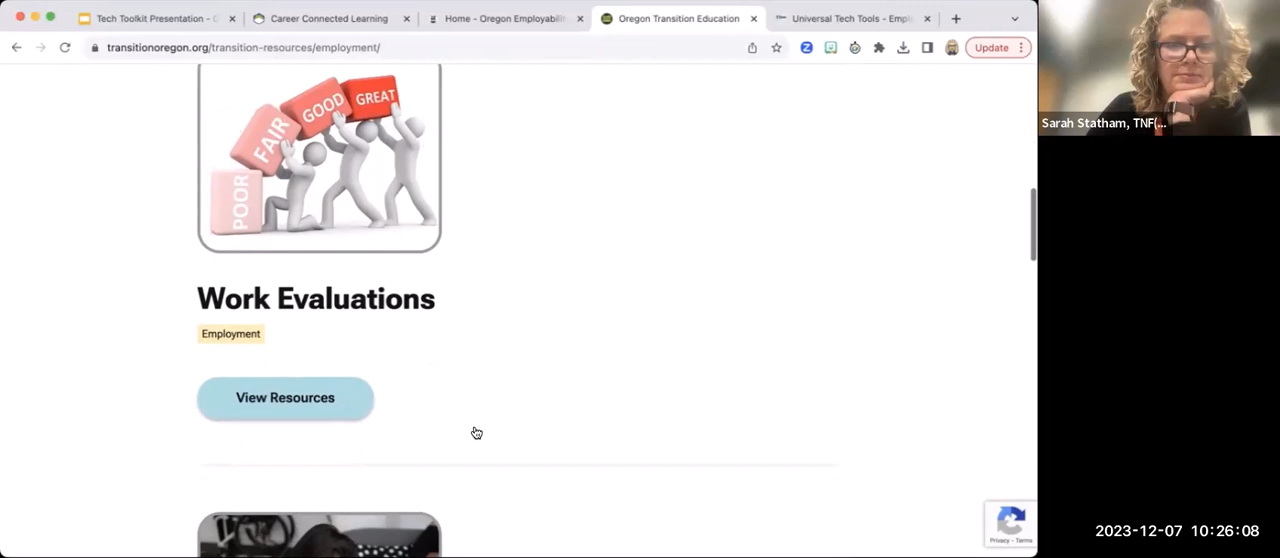 Tech Toolkit Presentation - G
Career Connected Learning
Home - Oregon Employabili
Oregon Transition Education
Universal Tech Tools - Empl
transitionoregon.org/transition-resources/employment/
Update
POOR
FAIR
GOOD
GREAT
Work Evaluations
Employment
View Resources
Privacy - Terms
Sarah Statham, TNF(...
2023-12-07 10:26:08